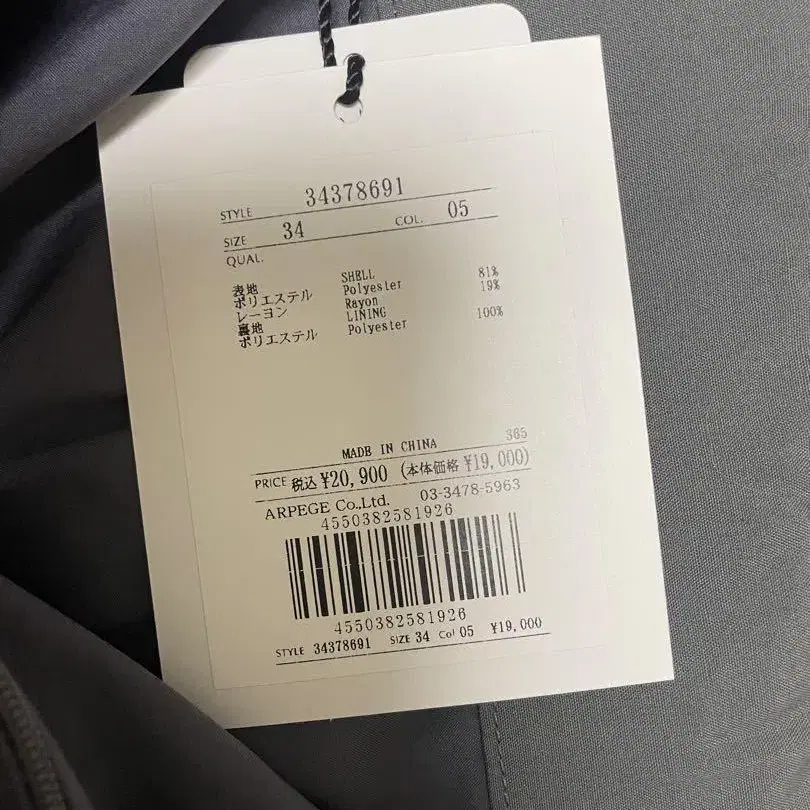 STYLE 34378691
SIZE 34 COL. 05
QUAL.
表地 SHELL
ポリエステル Polyester 81%
レーヨン Rayon 19%
裏地 LINING
ポリエステル Polyester 100%
MADE IN CHINA 365
PRICE 税込 ¥20,900 (本体価格 ¥19,000)
ARPEGE Co.,Ltd. 03-3478-5963
4550382581926
4550382581926
STYLE 34378691 SIZE 34 Col 05 ¥19,000